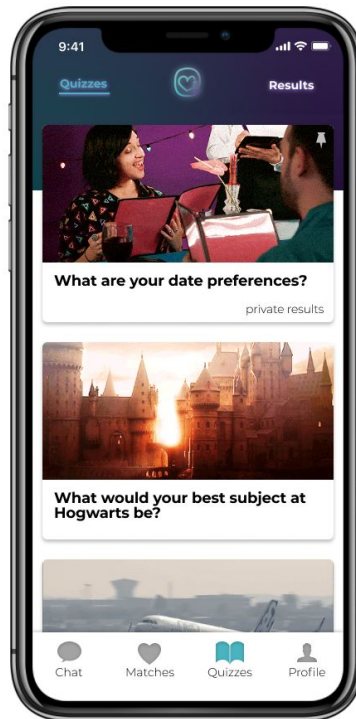 9:41
Quizzes
Results
What are your date preferences?
private results
What would your best subject at
Hogwarts be?
Chat
Matches
Quizzes
Profile